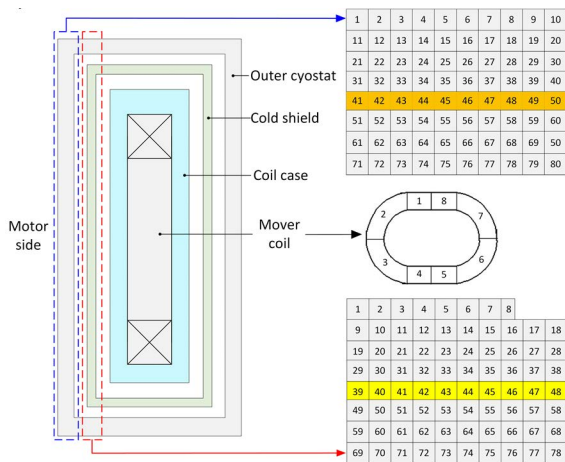 1 2 3 4 5 6 7 8 9 10
11 12 13 14 15 16 17 18 19 20
21 22 23 24 25 26 27 28 29 30
31 32 33 34 35 36 37 38 39 40
41 42 43 44 45 46 47 48 49 50
51 52 53 54 55 56 57 58 59 60
61 62 63 64 65 66 67 68 69 50
71 72 73 74 75 76 77 78 79 80
Outer cyostat
Cold shield
Coil case
Mover
coil
Motor
side
1 8
2 7
3 6
4 5
1 2 3 4 5 6 7 8
9 10 11 12 13 14 15 16 17 18
19 20 21 22 23 24 25 26 27 28
29 30 31 32 33 34 35 36 37 38
39 40 41 42 43 44 45 46 47 48
49 50 51 52 53 54 55 56 57 58
59 60 61 62 63 64 65 66 67 68
69 70 71 72 73 74 75 76 77 78